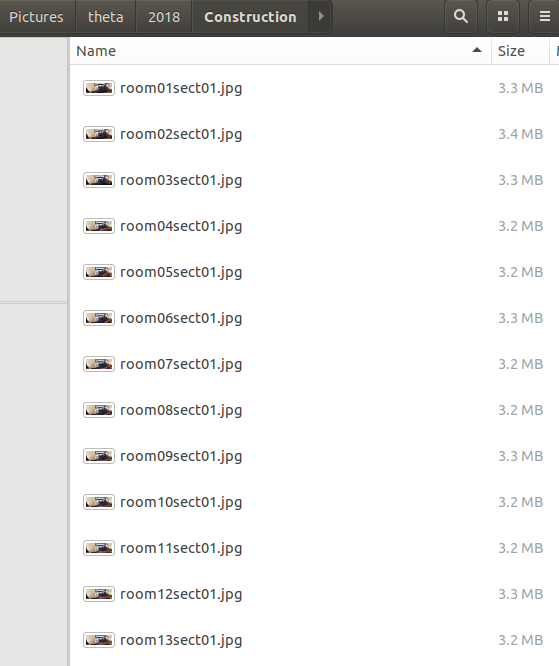 Pictures theta 2018 Construction
Name Size
room01sect01.jpg 3.3 MB
room02sect01.jpg 3.4 MB
room03sect01.jpg 3.3 MB
room04sect01.jpg 3.2 MB
room05sect01.jpg 3.2 MB
room06sect01.jpg 3.3 MB
room07sect01.jpg 3.2 MB
room08sect01.jpg 3.2 MB
room09sect01.jpg 3.3 MB
room10sect01.jpg 3.2 MB
room11sect01.jpg 3.2 MB
room12sect01.jpg 3.3 MB
room13sect01.jpg 3.2 MB